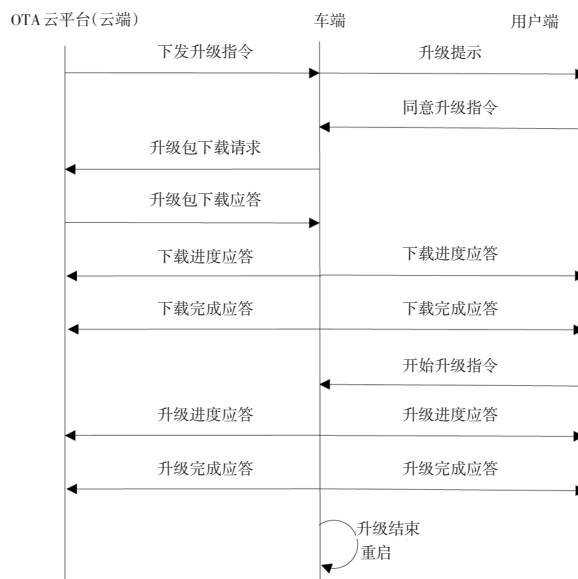 OTA云平台(云端) 车端 用户端
下发升级指令 升级提示
同意升级指令
升级包下载请求
升级包下载应答
下载进度应答 下载进度应答
下载完成应答 下载完成应答
开始升级指令
升级进度应答 升级进度应答
升级完成应答 升级完成应答
升级结束
重启